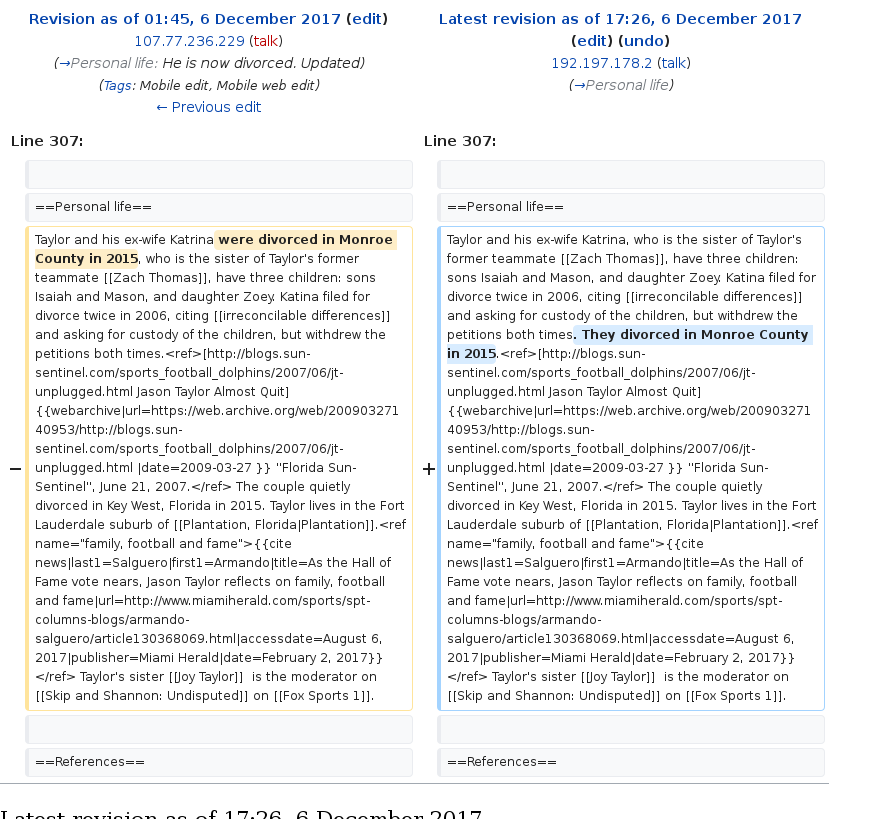 Revision as of 01:45, 6 December 2017 (edit)
107.77.236.229 (talk)
(→Personal life: He is now divorced. Updated)
(Tags: Mobile edit, Mobile web edit)
← Previous edit
Latest revision as of 17:26, 6 December 2017
(edit) (undo)
192.197.178.2 (talk)
(→Personal life)
Line 307:
Line 307:
==Personal life==
==Personal life==
−
Taylor and his ex-wife Katrina were divorced in Monroe
County in 2015, who is the sister of Taylor's former
teammate [[Zach Thomas]], have three children: sons
Isaiah and Mason, and daughter Zoey. Katina filed for
divorce twice in 2006, citing [[irreconcilable differences]]
and asking for custody of the children, but withdrew the
petitions both times.<ref>[http://blogs.sun-
sentinel.com/sports_football_dolphins/2007/06/jt-
unplugged.html Jason Taylor Almost Quit]
{{webarchive|url=https://web.archive.org/web/200903271
40953/http://blogs.sun-
sentinel.com/sports_football_dolphins/2007/06/jt-
unplugged.html |date=2009-03-27 }} "Florida Sun-
Sentinel", June 21, 2007.</ref> The couple quietly
divorced in Key West, Florida in 2015. Taylor lives in the Fort
Lauderdale suburb of [[Plantation, Florida|Plantation]].<ref
name="family, football and fame">{{cite
news|last1=Salguero|first1=Armando|title=As the Hall of
Fame vote nears, Jason Taylor reflects on family, football
and fame|url=http://www.miamiherald.com/sports/spt-
columns-blogs/armando-
salguero/article130368069.html|accessdate=August 6,
2017|publisher=Miami Herald|date=February 2, 2017}}
</ref> Taylor's sister [[Joy Taylor]]  is the moderator on
[[Skip and Shannon: Undisputed]] on [[Fox Sports 1]].
+
Taylor and his ex-wife Katrina, who is the sister of Taylor's
former teammate [[Zach Thomas]], have three children:
sons Isaiah and Mason, and daughter Zoey. Katina filed for
divorce twice in 2006, citing [[irreconcilable differences]]
and asking for custody of the children, but withdrew the
petitions both times. They divorced in Monroe County
in 2015.<ref>[http://blogs.sun-
sentinel.com/sports_football_dolphins/2007/06/jt-
unplugged.html Jason Taylor Almost Quit]
{{webarchive|url=https://web.archive.org/web/200903271
40953/http://blogs.sun-
sentinel.com/sports_football_dolphins/2007/06/jt-
unplugged.html |date=2009-03-27 }} "Florida Sun-
Sentinel", June 21, 2007.</ref> The couple quietly
divorced in Key West, Florida in 2015. Taylor lives in the Fort
Lauderdale suburb of [[Plantation, Florida|Plantation]].<ref
name="family, football and fame">{{cite
news|last1=Salguero|first1=Armando|title=As the Hall of
Fame vote nears, Jason Taylor reflects on family, football
and fame|url=http://www.miamiherald.com/sports/spt-
columns-blogs/armando-
salguero/article130368069.html|accessdate=August 6,
2017|publisher=Miami Herald|date=February 2, 2017}}
</ref> Taylor's sister [[Joy Taylor]]  is the moderator on
[[Skip and Shannon: Undisputed]] on [[Fox Sports 1]].
==References==
==References==
Latest revision as of 17:26, 6 December 2017